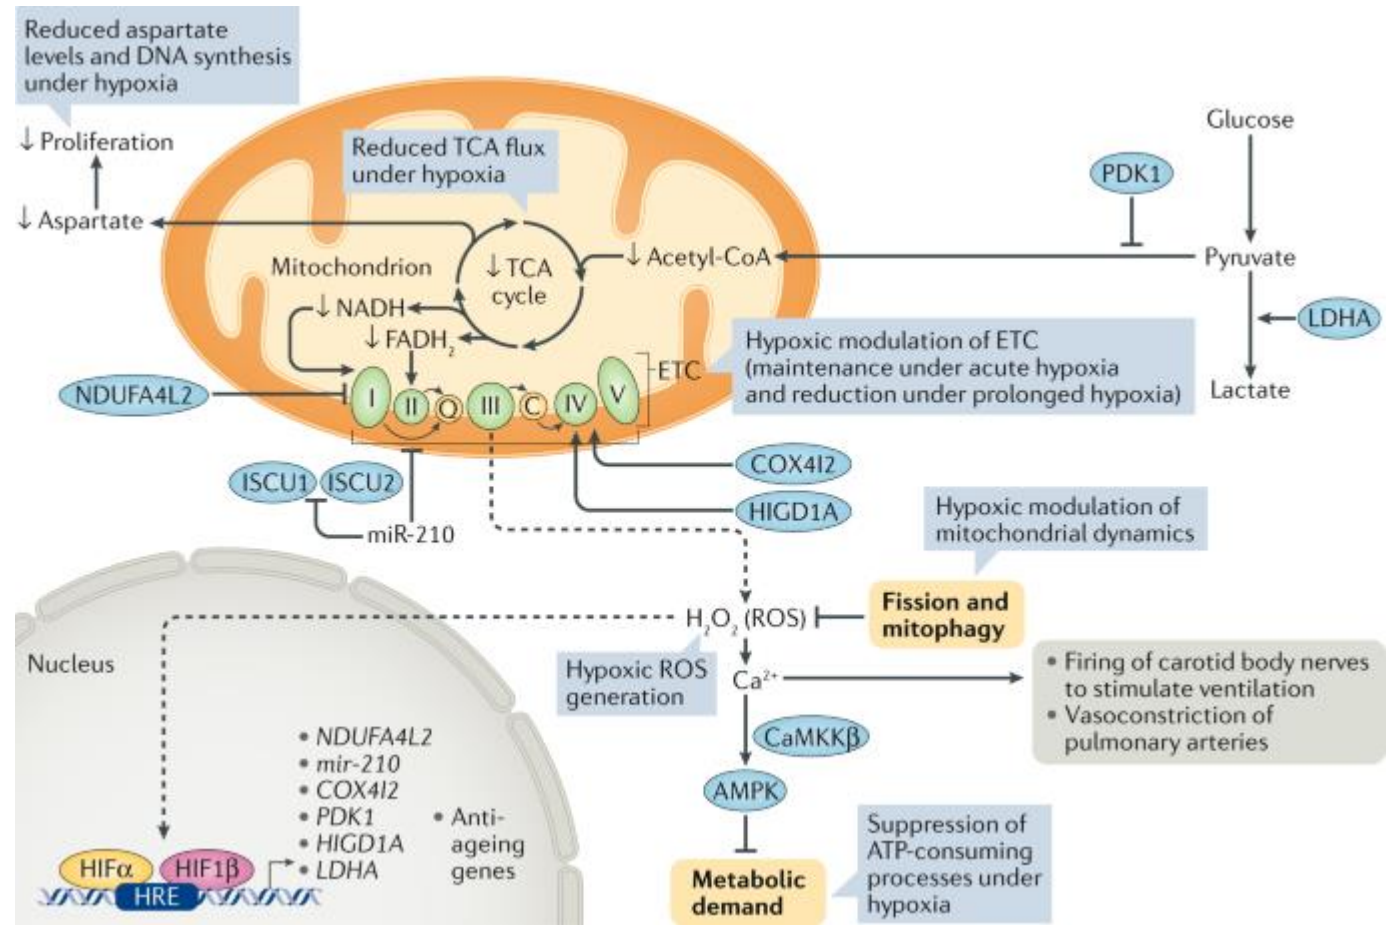 Reduced aspartate
levels and DNA synthesis
under hypoxia
↓ Proliferation
↓ Aspartate
Reduced TCA flux
under hypoxia
Mitochondrion
↓ TCA
cycle
↓ Acetyl-CoA
↓ NADH
↓ FADH₂
Glucose
PDK1
Pyruvate
LDHA
Lactate
Hypoxic modulation of ETC
(maintenance under acute hypoxia
and reduction under prolonged hypoxia)
ETC
NDUFA4L2
I
II
Q
III
C
IV
V
COX4I2
HIGD1A
ISCU1
ISCU2
miR-210
Hypoxic modulation of
mitochondrial dynamics
Fission and
mitophagy
H₂O₂ (ROS)
Hypoxic ROS
generation
Ca²⁺
• Firing of carotid body nerves
to stimulate ventilation
• Vasoconstriction of
pulmonary arteries
CaMKKβ
AMPK
Suppression of
ATP-consuming
processes under
hypoxia
Metabolic
demand
Nucleus
• NDUFA4L2
• mir-210
• COX4I2
• PDK1
• HIGD1A
• LDHA
• Anti-
ageing
genes
HIFα
HIF1β
HRE